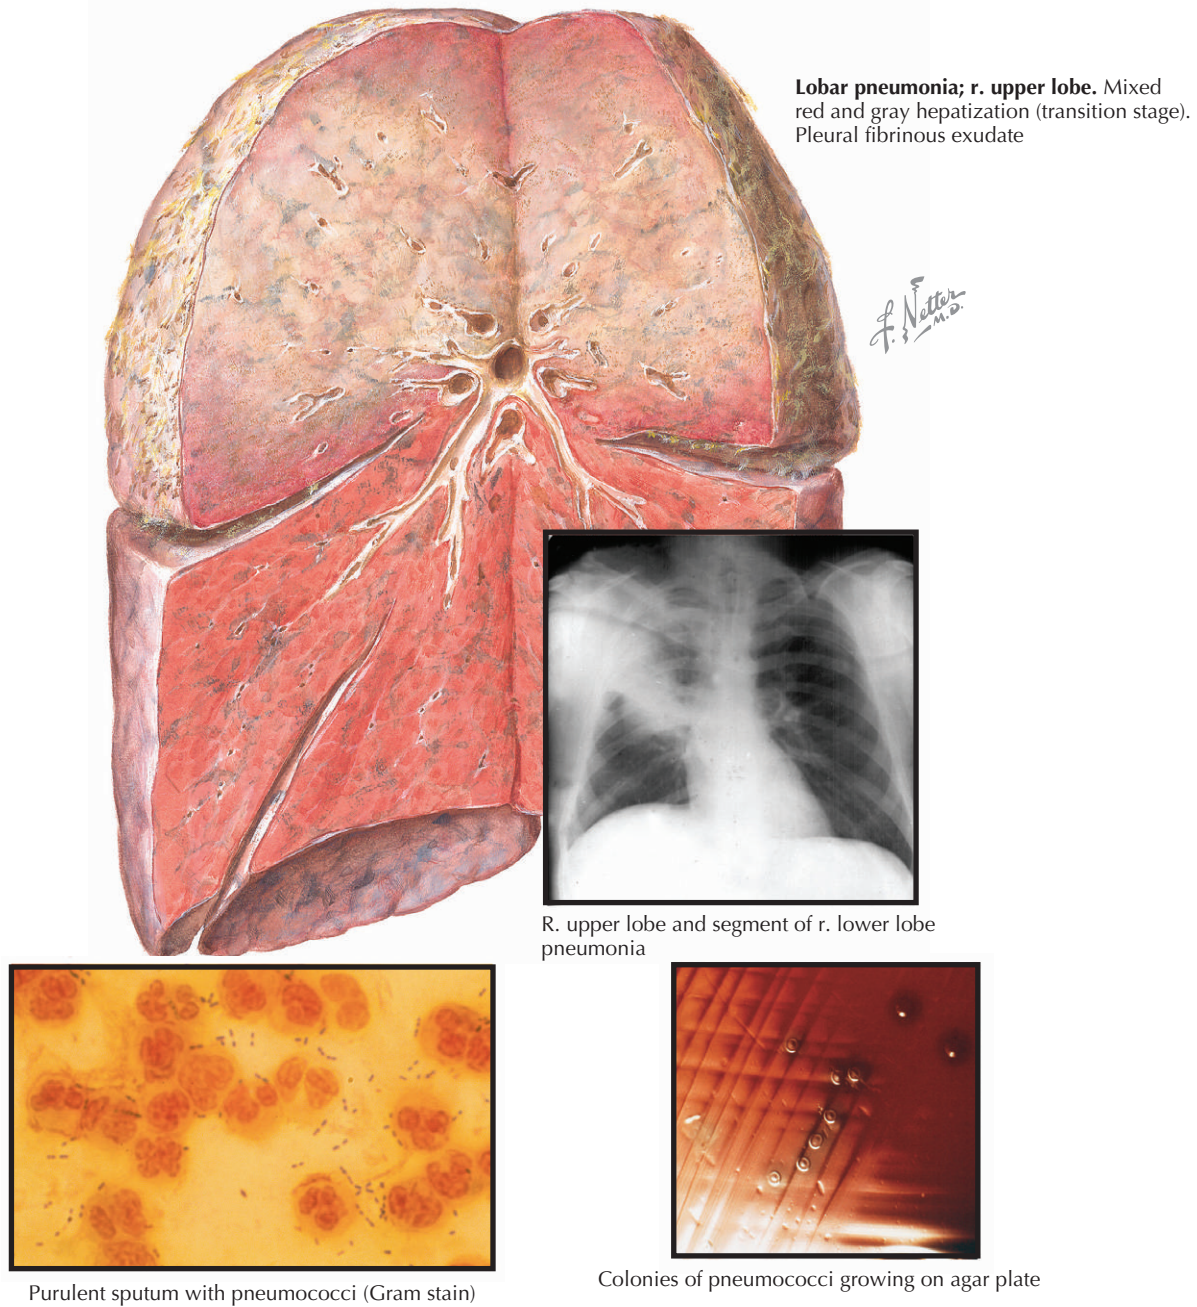 Lobar pneumonia; r. upper lobe. Mixed
red and gray hepatization (transition stage).
Pleural fibrinous exudate
F. Netter
M.D.
R. upper lobe and segment of r. lower lobe
pneumonia
Purulent sputum with pneumococci (Gram stain)
Colonies of pneumococci growing on agar plate